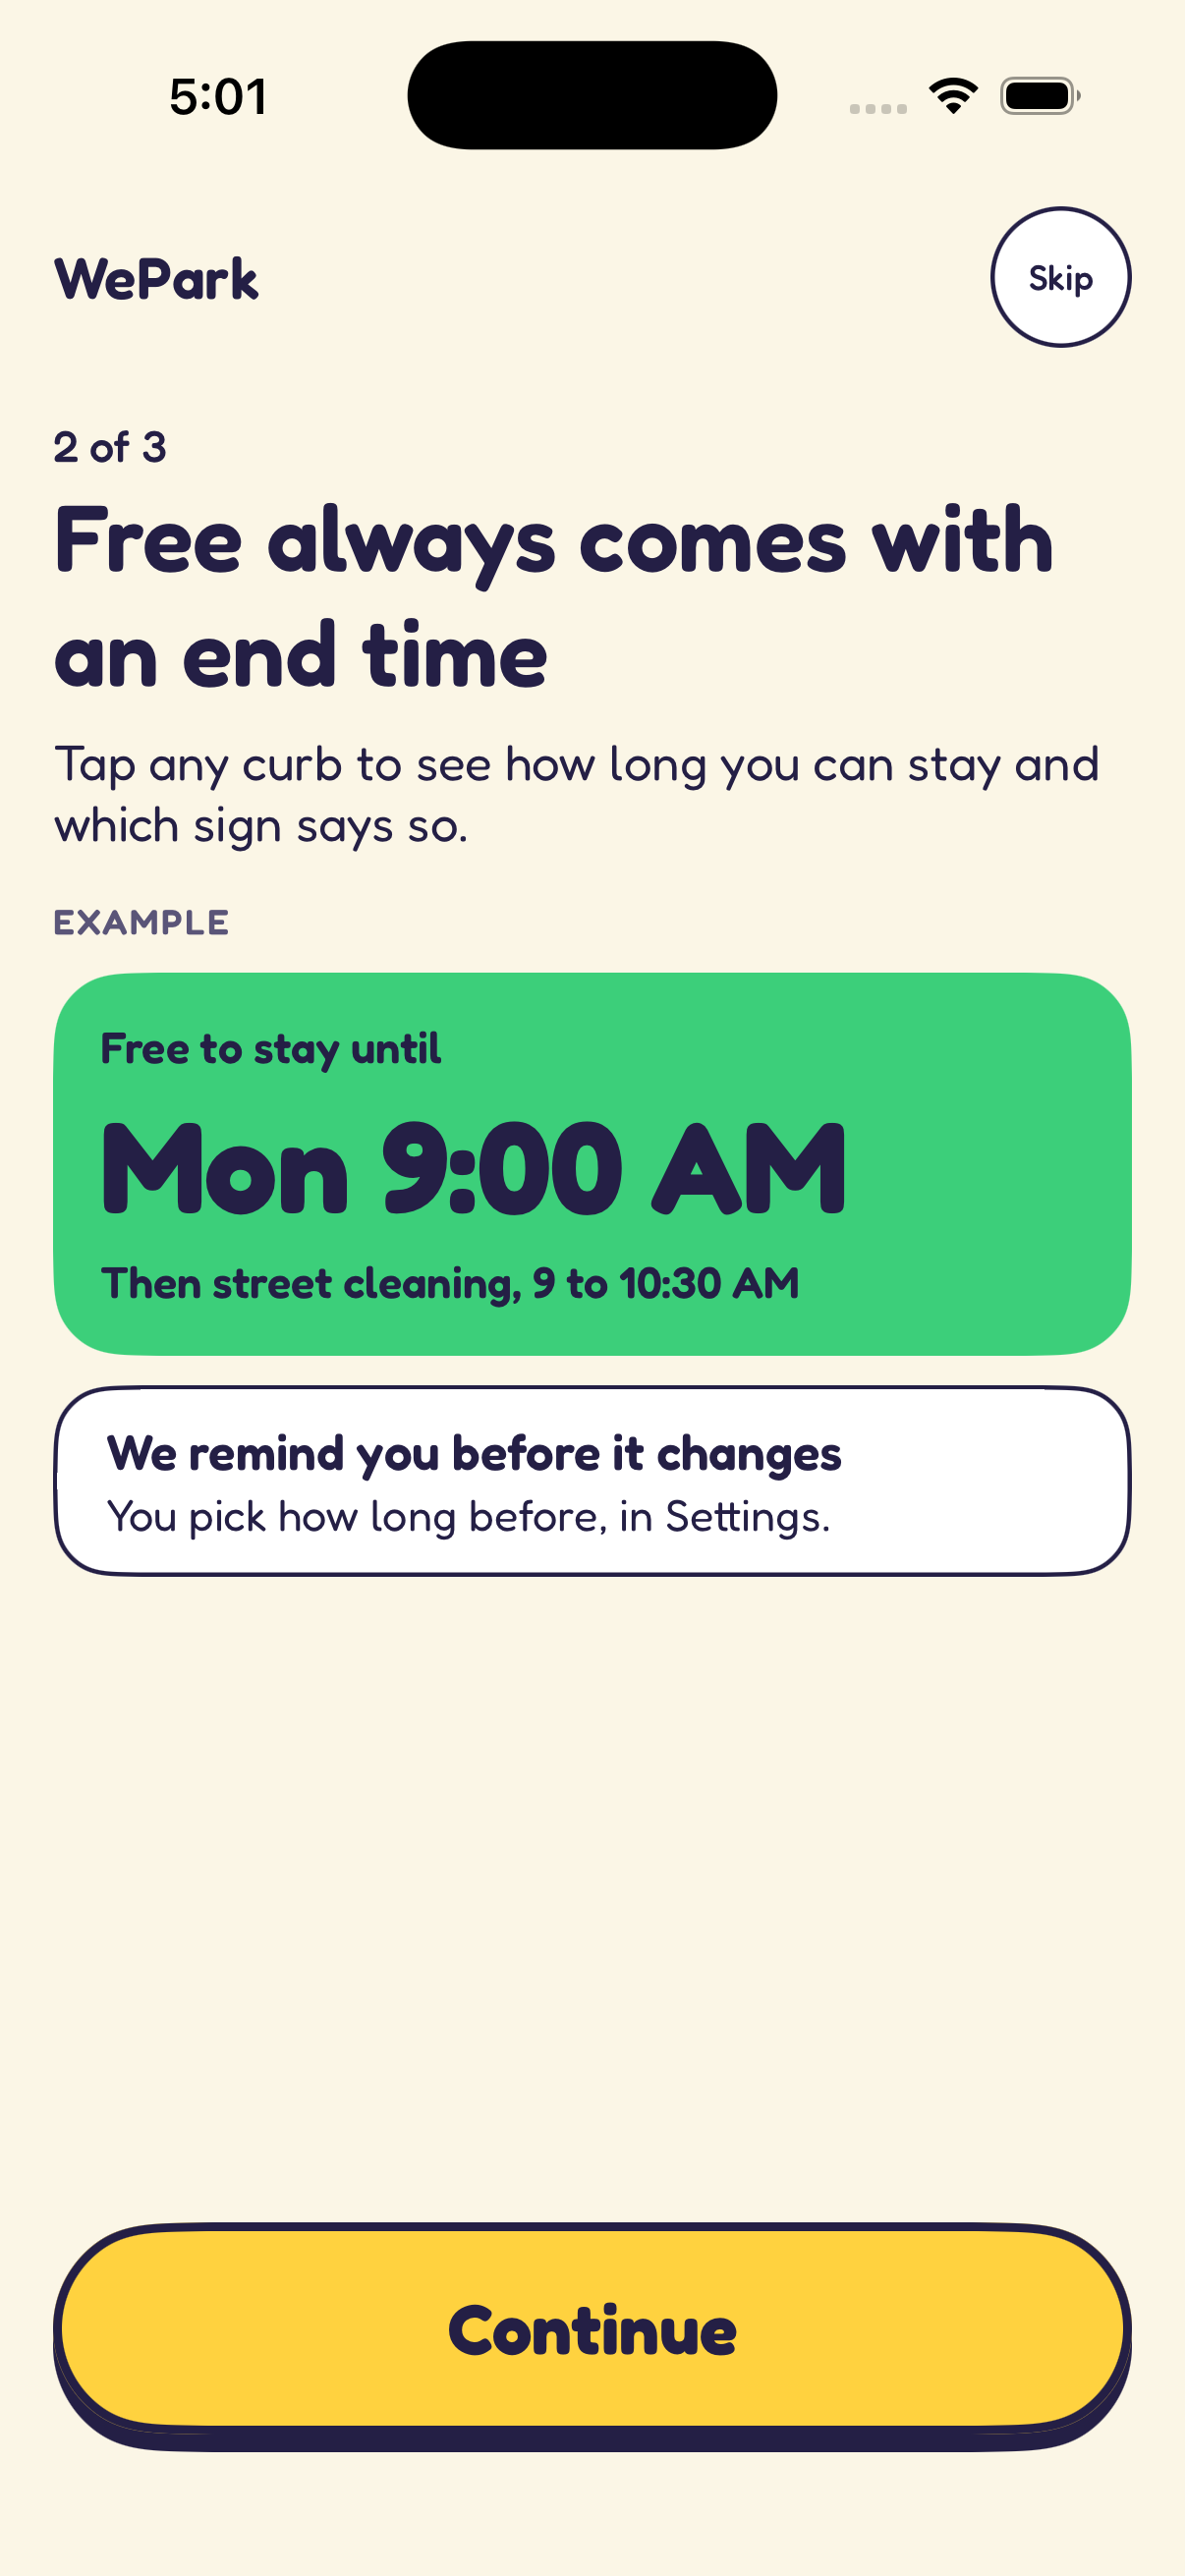 5:01
WePark
Skip
2 of 3
Free always comes with
an end time
Tap any curb to see how long you can stay and
which sign says so.
EXAMPLE
Free to stay until
Mon 9:00 AM
Then street cleaning, 9 to 10:30 AM
We remind you before it changes
You pick how long before, in Settings.
Continue